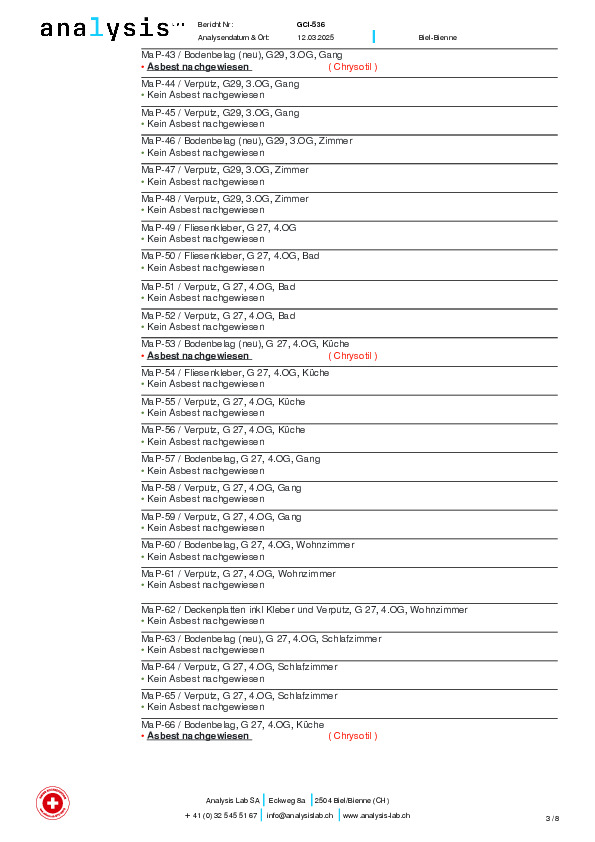 analysis
Bericht Nr: GCI-536
Analysendatum & Ort: 12.03.2025 Biel-Bienne
MaP-43 / Bodenbelag (neu), G29, 3.OG, Gang
• Asbest nachgewiesen ( Chrysotil )
MaP-44 / Verputz, G29, 3.OG, Gang
• Kein Asbest nachgewiesen
MaP-45 / Verputz, G29, 3.OG, Gang
• Kein Asbest nachgewiesen
MaP-46 / Bodenbelag (neu), G29, 3.OG, Zimmer
• Kein Asbest nachgewiesen
MaP-47 / Verputz, G29, 3.OG, Zimmer
• Kein Asbest nachgewiesen
MaP-48 / Verputz, G29, 3.OG, Zimmer
• Kein Asbest nachgewiesen
MaP-49 / Fliesenkleber, G 27, 4.OG
• Kein Asbest nachgewiesen
MaP-50 / Fliesenkleber, G 27, 4.OG, Bad
• Kein Asbest nachgewiesen
MaP-51 / Verputz, G 27, 4.OG, Bad
• Kein Asbest nachgewiesen
MaP-52 / Verputz, G 27, 4.OG, Bad
• Kein Asbest nachgewiesen
MaP-53 / Bodenbelag (neu), G 27, 4.OG, Küche
• Asbest nachgewiesen ( Chrysotil )
MaP-54 / Fliesenkleber, G 27, 4.OG, Küche
• Kein Asbest nachgewiesen
MaP-55 / Verputz, G 27, 4.OG, Küche
• Kein Asbest nachgewiesen
MaP-56 / Verputz, G 27, 4.OG, Küche
• Kein Asbest nachgewiesen
MaP-57 / Bodenbelag, G 27, 4.OG, Gang
• Kein Asbest nachgewiesen
MaP-58 / Verputz, G 27, 4.OG, Gang
• Kein Asbest nachgewiesen
MaP-59 / Verputz, G 27, 4.OG, Gang
• Kein Asbest nachgewiesen
MaP-60 / Bodenbelag, G 27, 4.OG, Wohnzimmer
• Kein Asbest nachgewiesen
MaP-61 / Verputz, G 27, 4.OG, Wohnzimmer
• Kein Asbest nachgewiesen
MaP-62 / Deckenplatten inkl Kleber und Verputz, G 27, 4.OG, Wohnzimmer
• Kein Asbest nachgewiesen
MaP-63 / Bodenbelag (neu), G 27, 4.OG, Schlafzimmer
• Kein Asbest nachgewiesen
MaP-64 / Verputz, G 27, 4.OG, Schlafzimmer
• Kein Asbest nachgewiesen
MaP-65 / Verputz, G 27, 4.OG, Schlafzimmer
• Kein Asbest nachgewiesen
MaP-66 / Bodenbelag, G 27, 4.OG, Küche
• Asbest nachgewiesen ( Chrysotil )
Analysis Lab SA Eckweg 8a 2504 Biel/Bienne (CH)
+ 41 (0) 32 545 51 67 info@analysislab.ch www.analysis-lab.ch
3 / 8